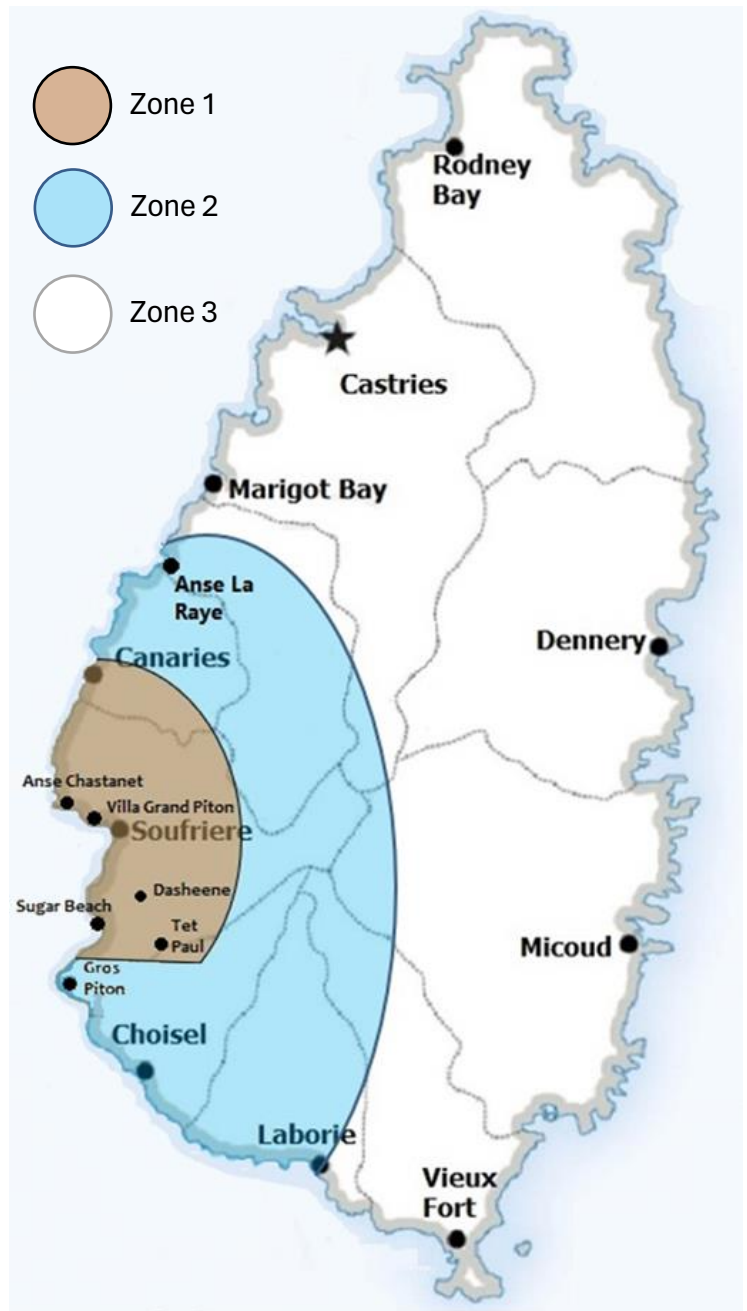 Zone 1
Zone 2
Zone 3
Rodney
Bay
Castries
Marigot Bay
Anse La
Raye
Dennery
Canaries
Anse Chastanet
Villa Grand Piton
Soufriere
Dasheene
Sugar Beach
Tet
Paul
Micoud
Gros
Piton
Choisel
Laborie
Vieux
Fort